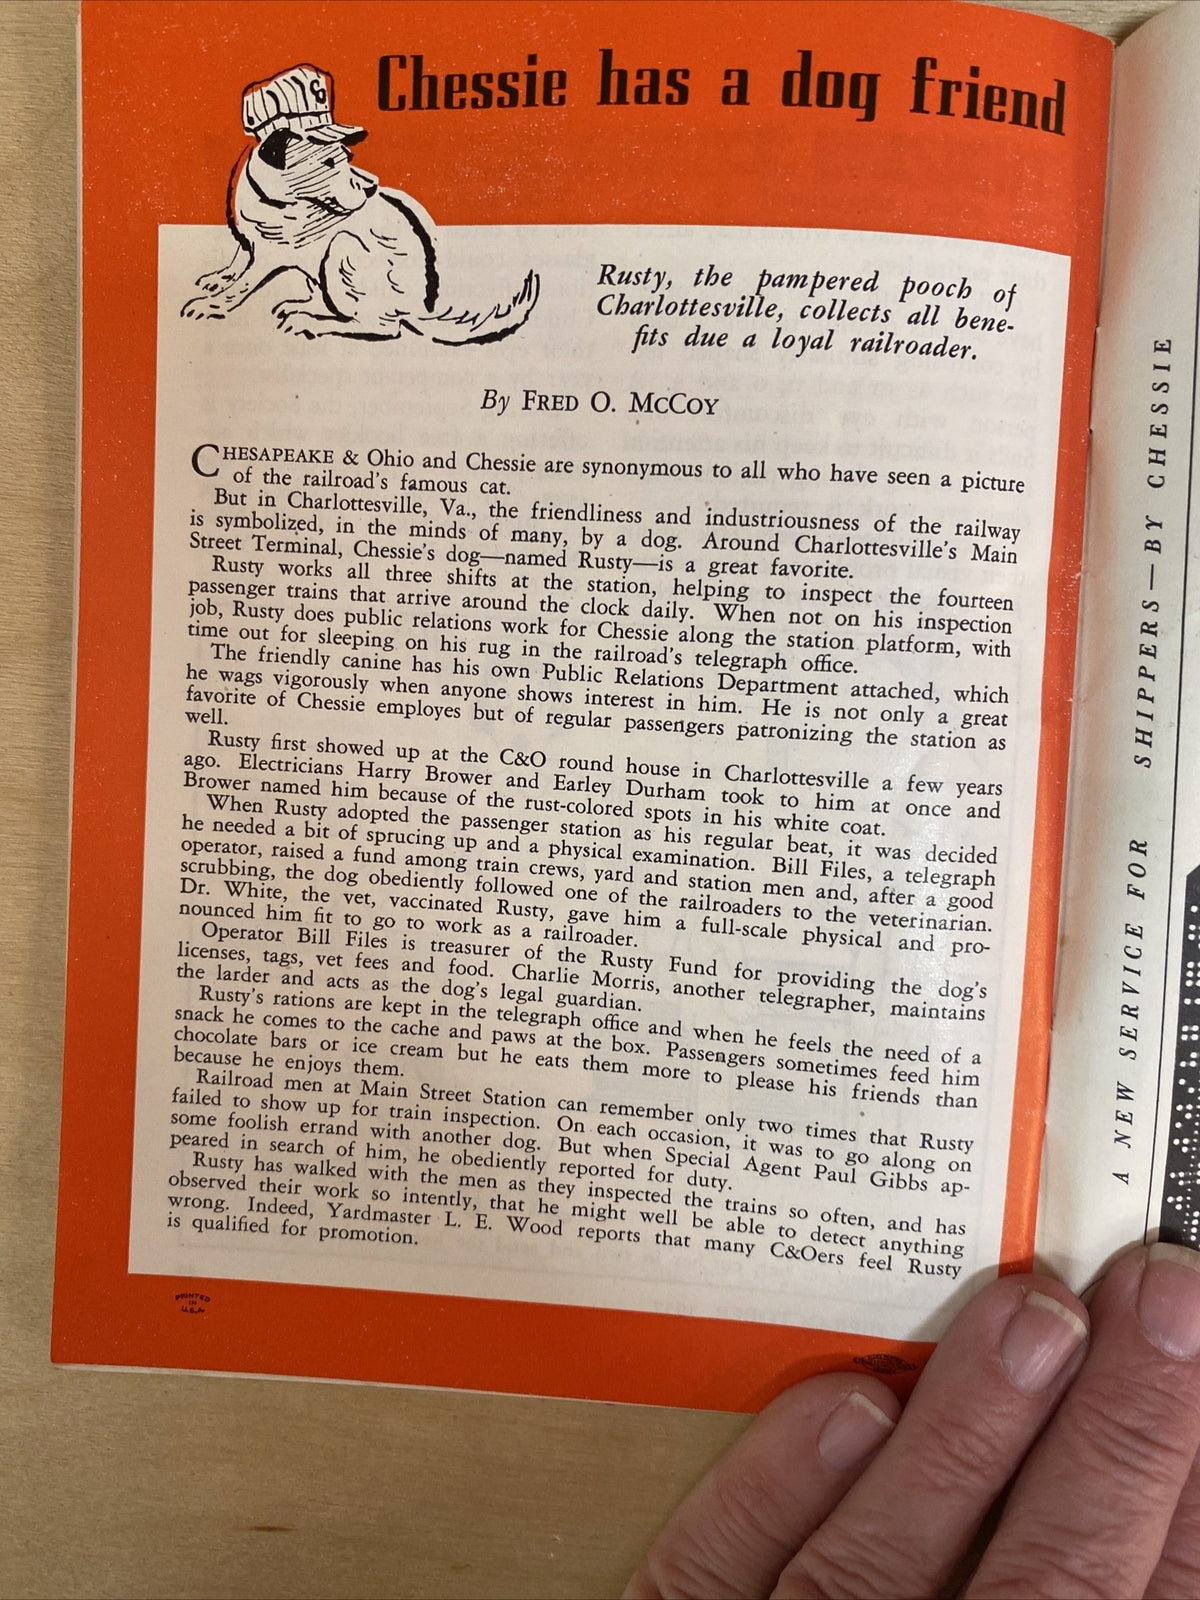 Chessie has a dog friend
Rusty, the pampered pooch of
Charlottesville, collects all bene-
fits due a loyal railroader.
By FRED O. MCCOY
CHESAPEAKE & Ohio and Chessie are synonymous to all who have seen a picture
of the railroad's famous cat.
But in Charlottesville, Va., the friendliness and industriousness of the railway
is symbolized, in the minds of many, by a dog. Around Charlottesville's Main
Street Terminal, Chessie's dog—named Rusty—is a great favorite.
Rusty works all three shifts at the station, helping to inspect the fourteen
passenger trains that arrive around the clock daily. When not on his inspection
job, Rusty does public relations work for Chessie along the station platform, with
time out for sleeping on his rug in the railroad's telegraph office.
The friendly canine has his own Public Relations Department attached, which
he wags vigorously when anyone shows interest in him. He is not only a great
favorite of Chessie employes but of regular passengers patronizing the station as
well.
Rusty first showed up at the C&O round house in Charlottesville a few years
ago. Electricians Harry Brower and Earley Durham took to him at once and
Brower named him because of the rust-colored spots in his white coat.
When Rusty adopted the passenger station as his regular beat, it was decided
he needed a bit of sprucing up and a physical examination. Bill Files, a telegraph
operator, raised a fund among train crews, yard and station men and, after a good
scrubbing, the dog obediently followed one of the railroaders to the veterinarian.
Dr. White, the vet, vaccinated Rusty, gave him a full-scale physical and pro-
nounced him fit to go to work as a railroader.
Operator Bill Files is treasurer of the Rusty Fund for providing the dog's
licenses, tags, vet fees and food. Charlie Morris, another telegrapher, maintains
the larder and acts as the dog's legal guardian.
Rusty's rations are kept in the telegraph office and when he feels the need of a
snack he comes to the cache and paws at the box. Passengers sometimes feed him
chocolate bars or ice cream but he eats them more to please his friends than
because he enjoys them.
Railroad men at Main Street Station can remember only two times that Rusty
failed to show up for train inspection. On each occasion, it was to go along on
some foolish errand with another dog. But when Special Agent Paul Gibbs ap-
peared in search of him, he obediently reported for duty.
Rusty has walked with the men as they inspected the trains so often, and has
observed their work so intently, that he might well be able to detect anything
wrong. Indeed, Yardmaster L. E. Wood reports that many C&Oers feel Rusty
is qualified for promotion.
PRINTED
IN
U.S.A.
A NEW SERVICE FOR SHIPPERS—BY CHESSIE